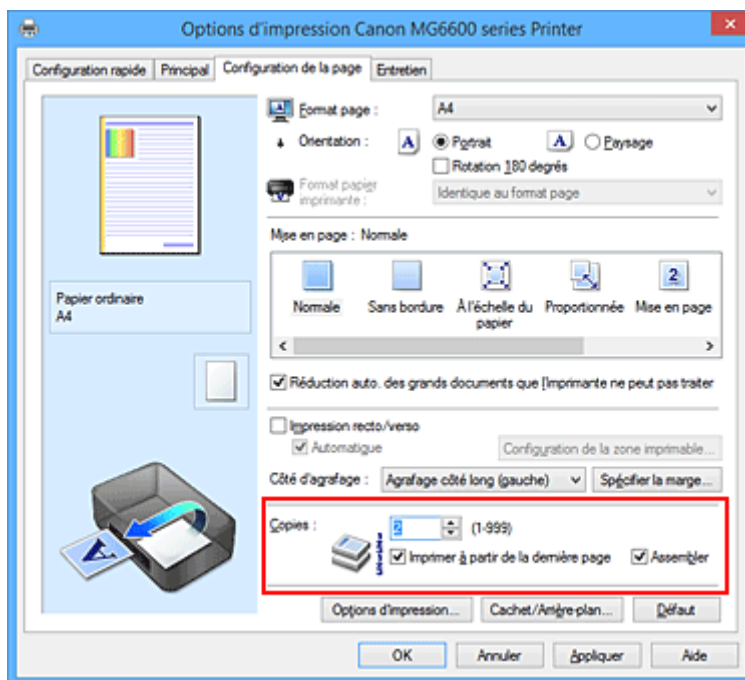 Options d'impression Canon MG6600 series Printer
Configuration rapide Principal Configuration de la page Entretien
Format page : A4
Orientation : A Portrait A Paysage
Rotation 180 degrés
Format papier imprimante : Identique au format page
Mise en page : Normale
2
Normale Sans bordure À l'échelle du papier Proportionnée Mise en page
Papier ordinaire
A4
Réduction auto. des grands documents que l'imprimante ne peut pas traiter
Impression recto/verso
Automatique Configuration de la zone imprimable...
Côté d'agrafage : Agrafage côté long (gauche) Spécifier la marge...
Copies : 2 (1-999)
Imprimer à partir de la dernière page Assembler
A
Options d'impression... Cachet/Arrière-plan... Défaut
OK Annuler Appliquer Aide